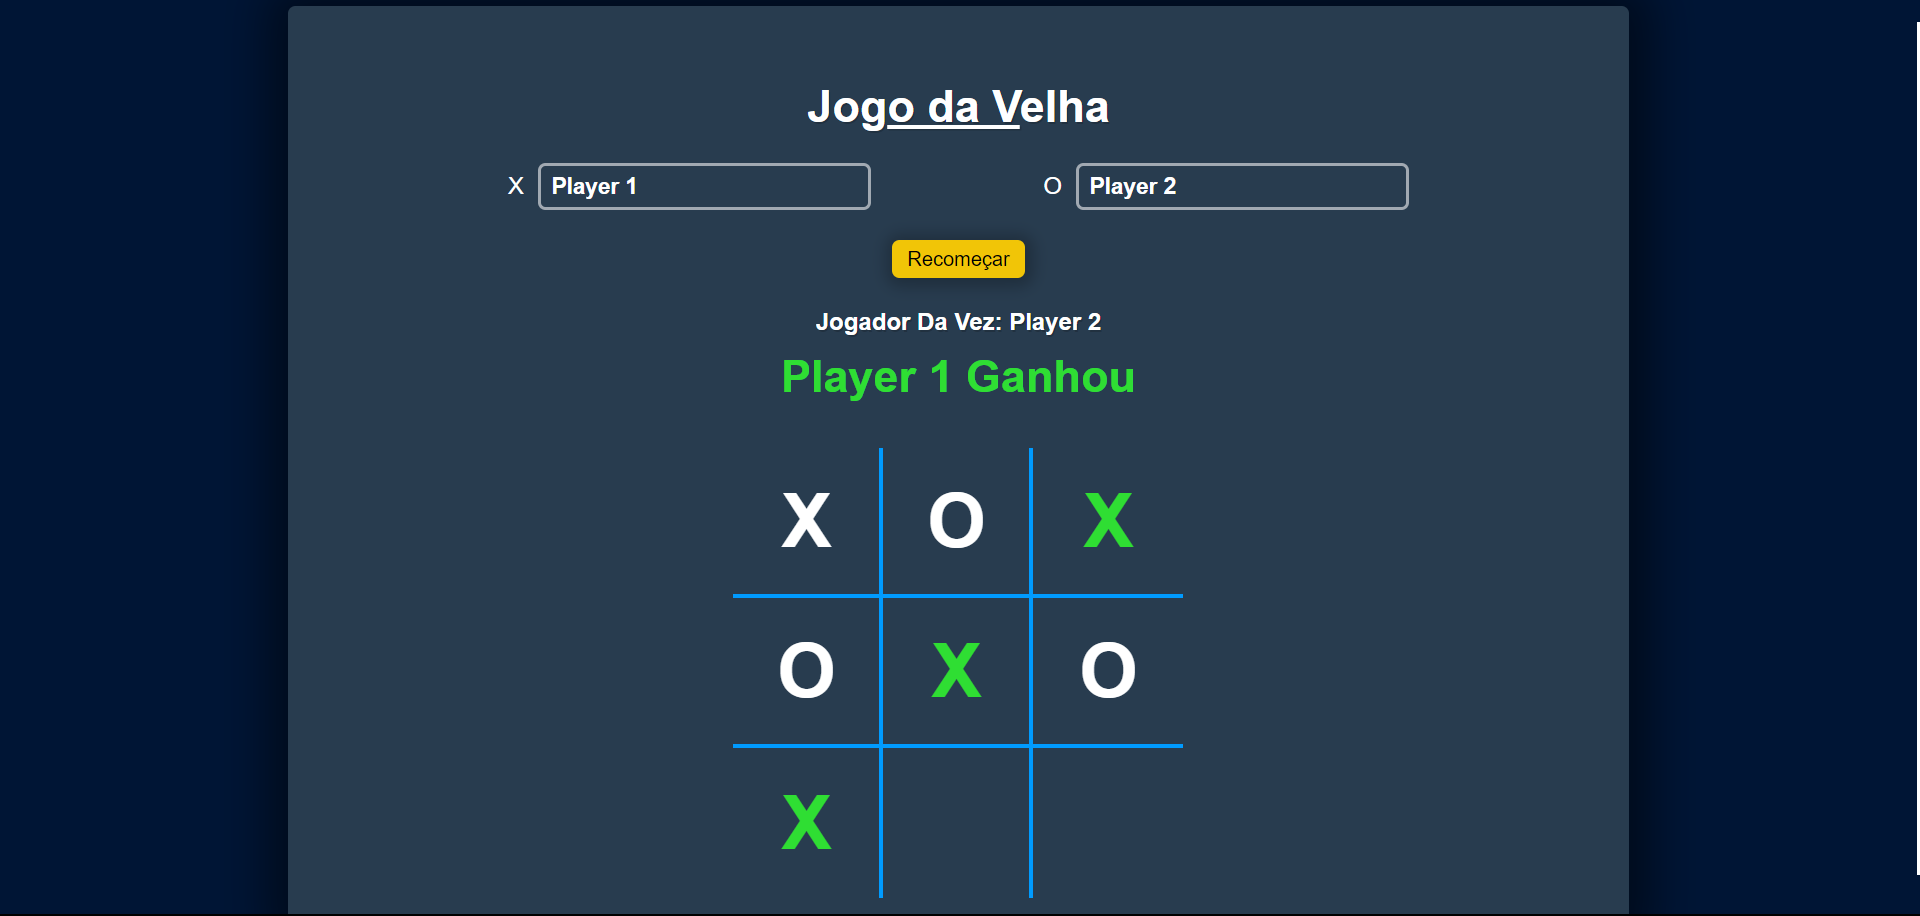 Jogo da Velha
X Player 1 O Player 2
Recomeçar
Jogador Da Vez: Player 2
Player 1 Ganhou
X O X
O X O
X